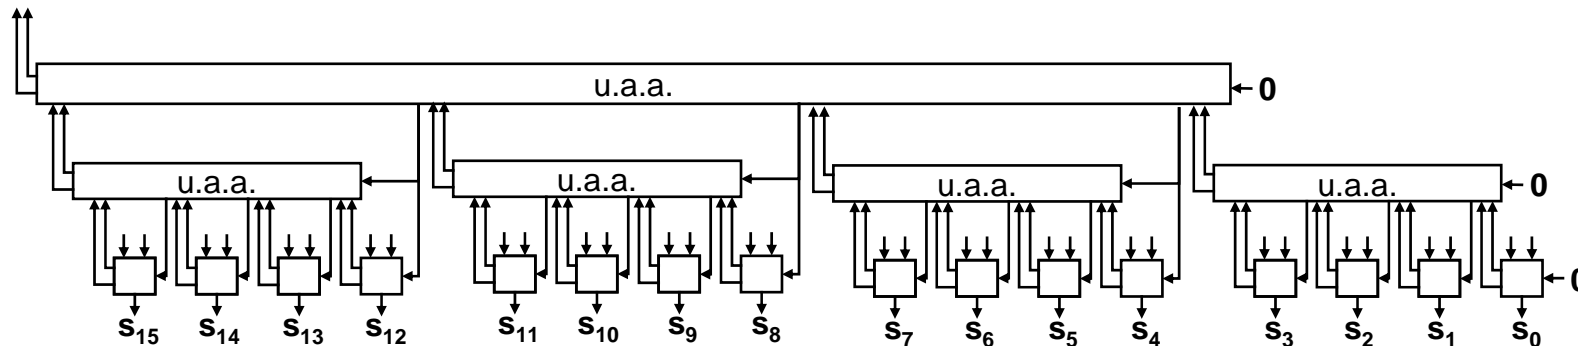 u.a.a. 0
u.a.a. u.a.a. u.a.a. u.a.a. 0
0
s15 s14 s13 s12 s11 s10 s9 s8 s7 s6 s5 s4 s3 s2 s1 s0